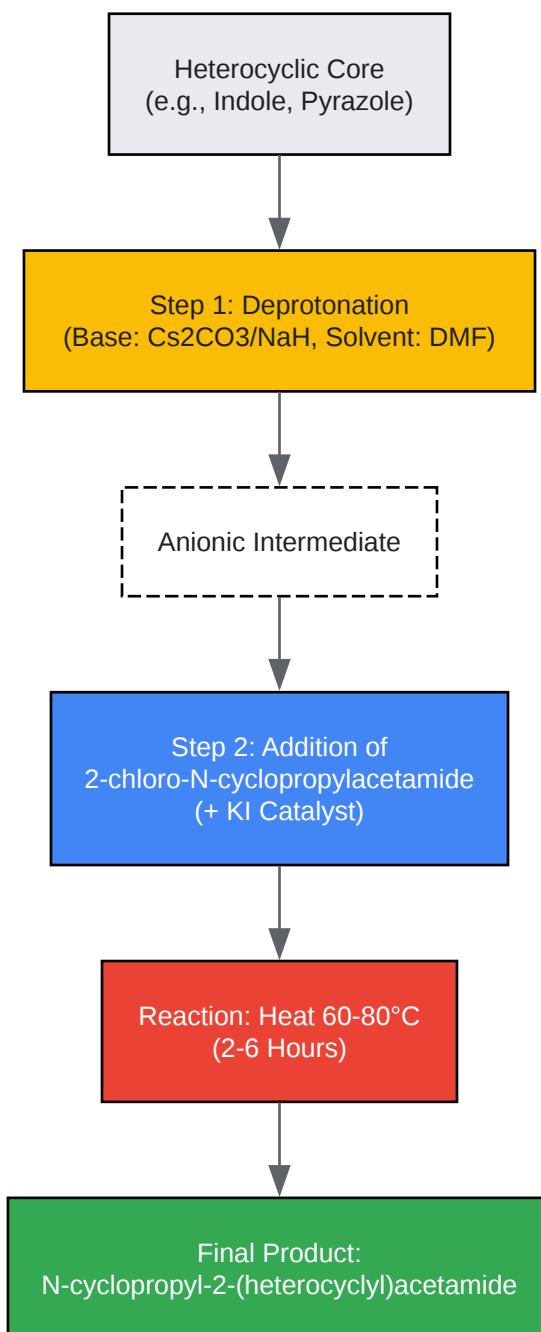 Heterocyclic Core
(e.g., Indole, Pyrazole)
Step 1: Deprotonation
(Base: Cs2CO3/NaH, Solvent: DMF)
Anionic Intermediate
Step 2: Addition of
2-chloro-N-cyclopropylacetamide
(+ KI Catalyst)
Reaction: Heat 60-80°C
(2-6 Hours)
Final Product:
N-cyclopropyl-2-(heterocyclyl)acetamide